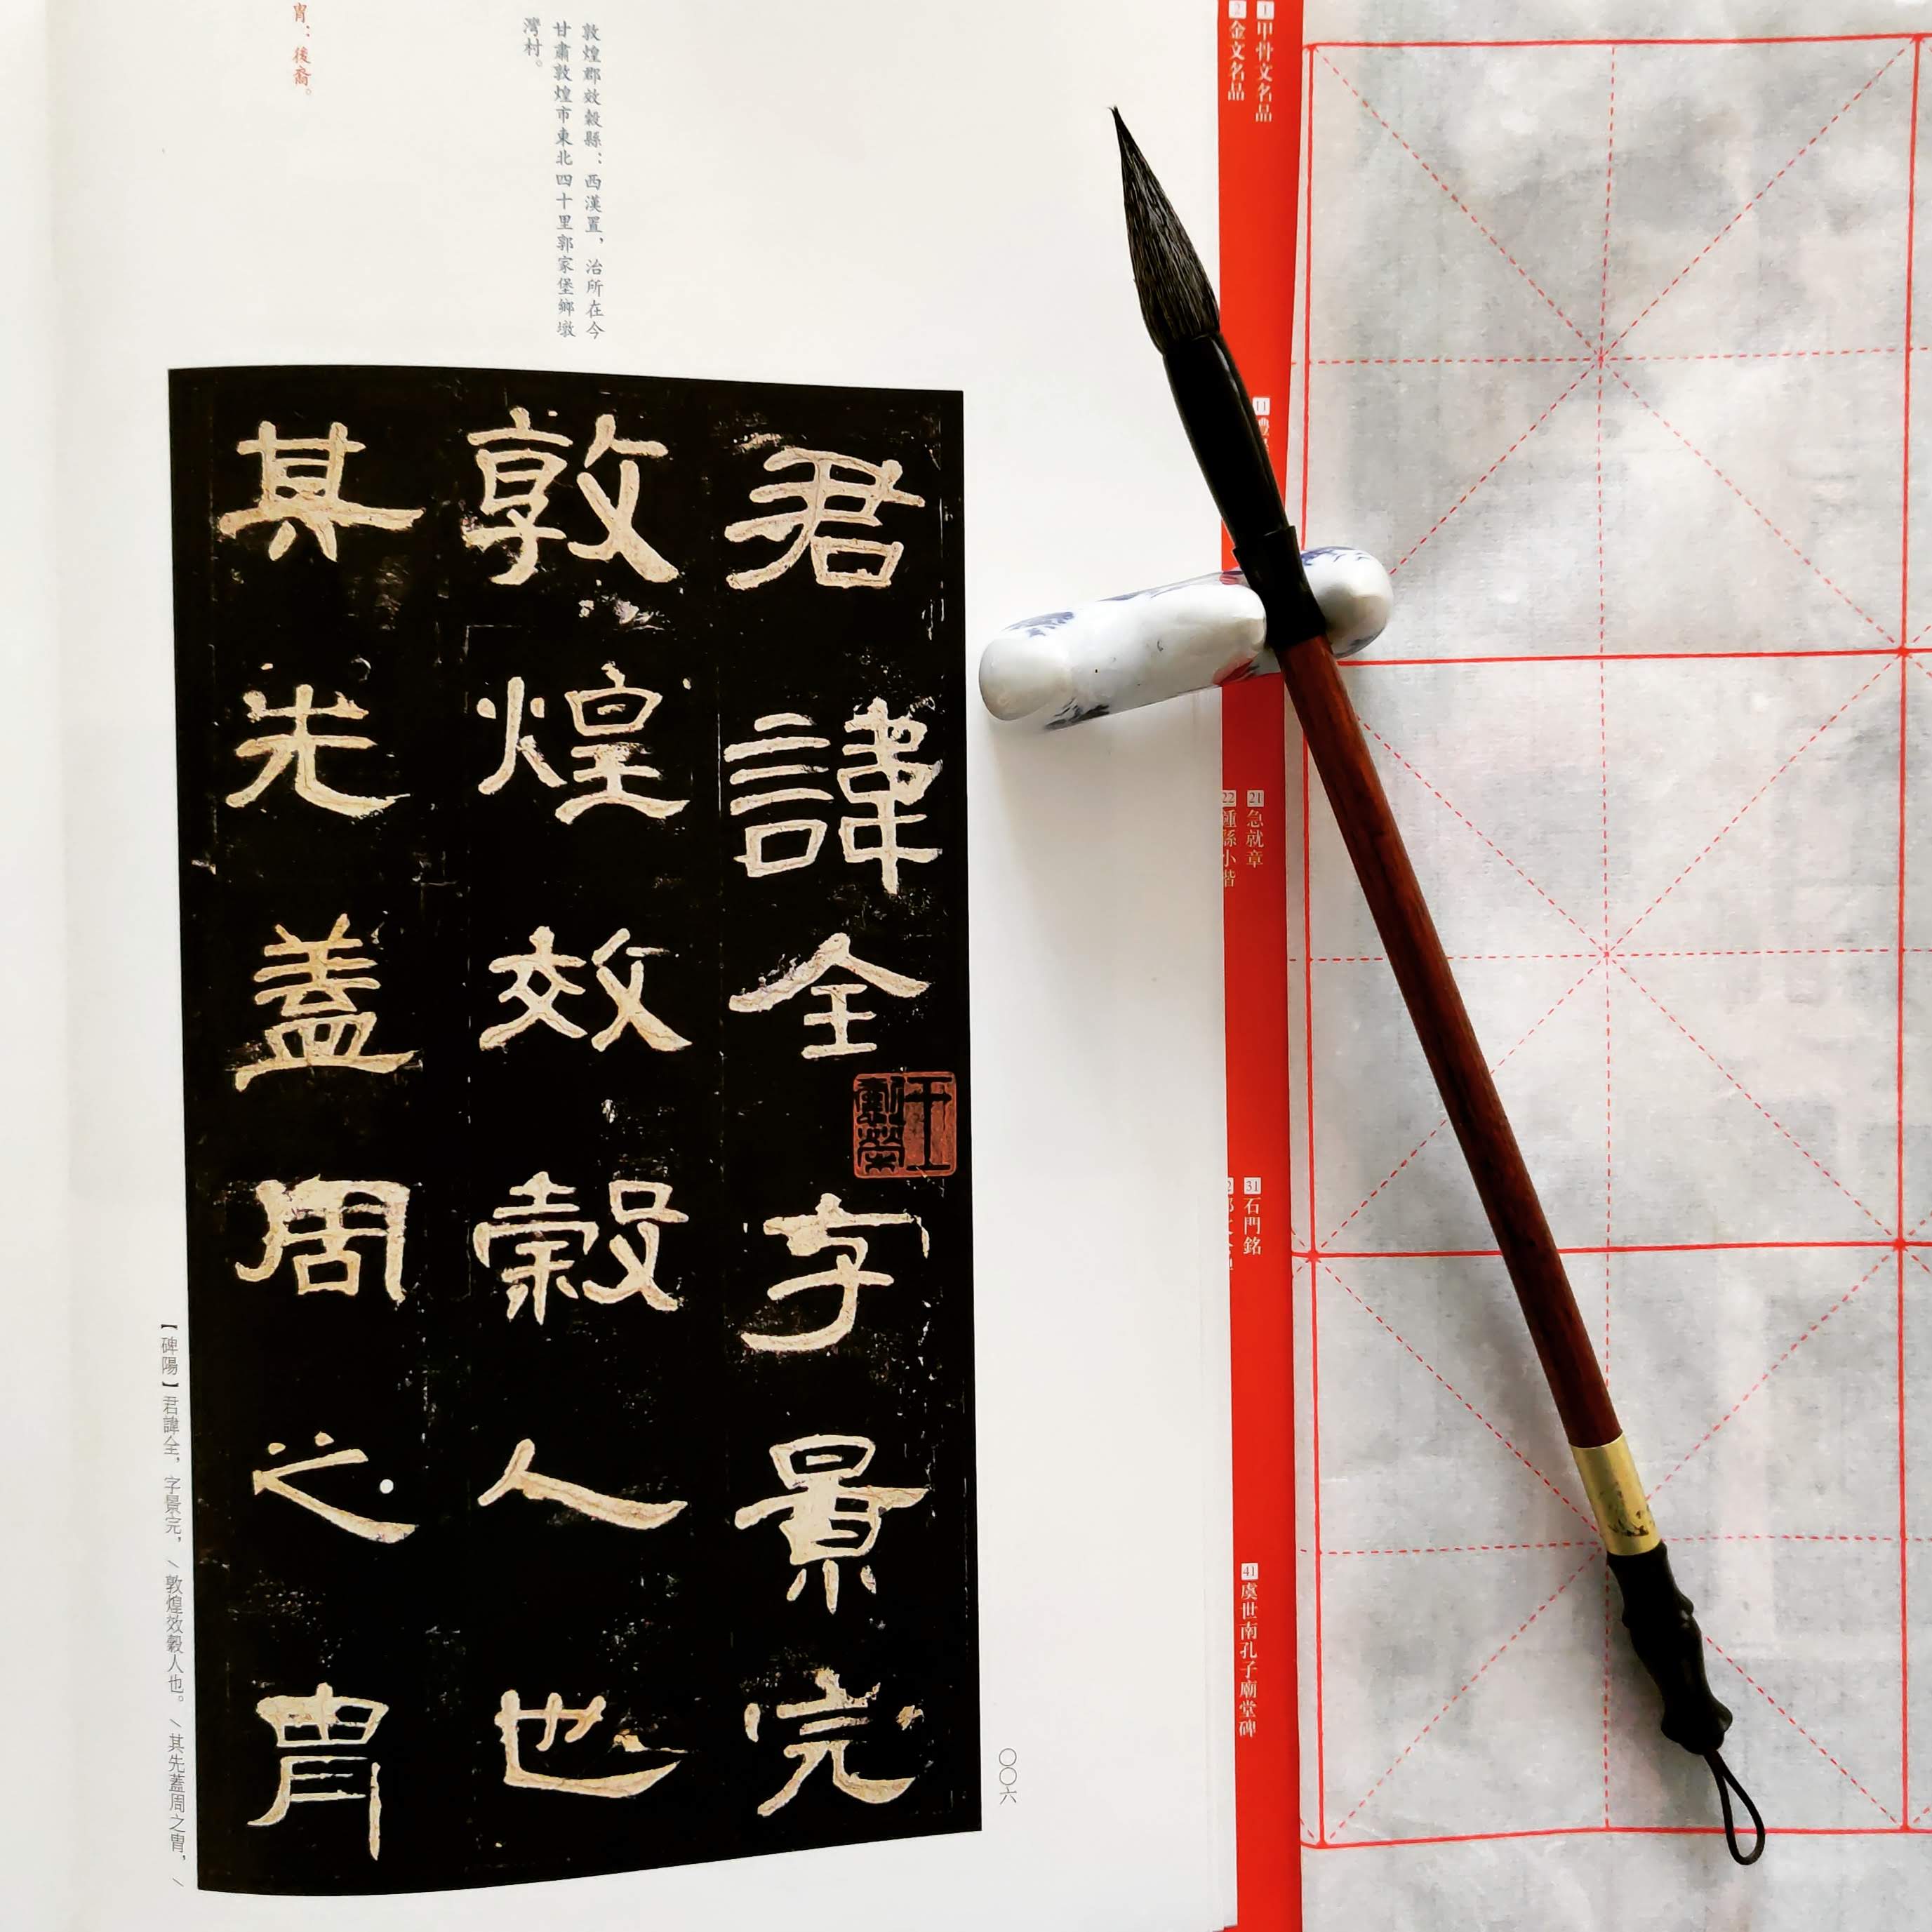 敦煌郡效穀縣：西漢置，治所在今
甘肅敦煌市東北四十里郭家堡鄉墩
灣村。
胄：後裔。
君諱全字景完
敦煌效穀人也
其先蓋周之胄
【碑陽】君諱全，字景完，\敦煌效穀人也。\其先蓋周之胄，\
〇〇六
1 甲骨文名品
2 金文名品
11
21 急就章
22 鍾繇小楷
31 石門銘
41 虞世南孔子廟堂碑